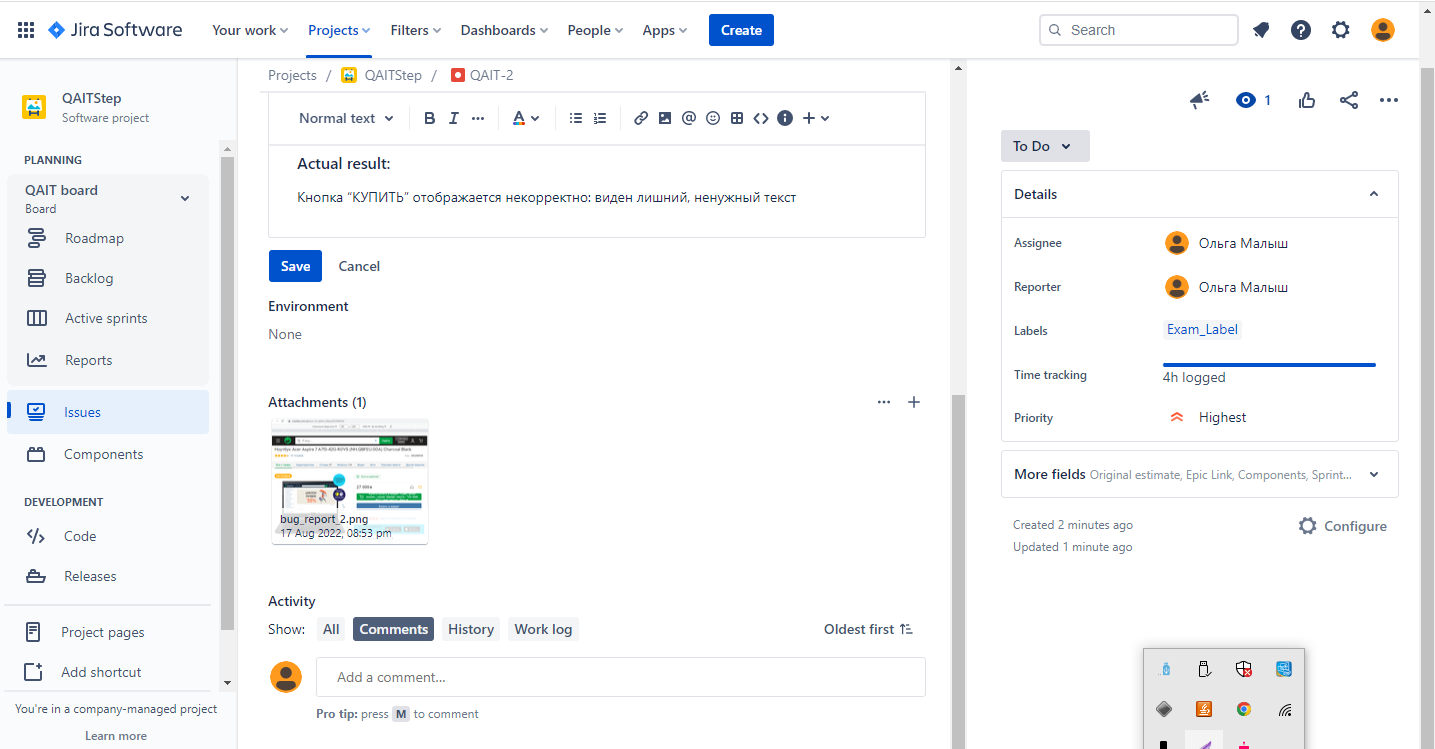 Jira Software
Your work
Projects
Filters
Dashboards
People
Apps
Create
Search
QAITStep
Software project
PLANNING
QAIT board
Board
Roadmap
Backlog
Active sprints
Reports
Issues
Components
DEVELOPMENT
Code
Releases
Project pages
Add shortcut
You're in a company-managed project
Learn more
Projects / QAITStep / QAIT-2
Normal text
Actual result:
Кнопка “КУПИТЬ” отображается некорректно: виден лишний, ненужный текст
Save
Cancel
Environment
None
Attachments (1)
bug_report_2.png
17 Aug 2022, 08:53 pm
Activity
Show:
All
Comments
History
Work log
Oldest first
Add a comment...
Pro tip: press M to comment
1
To Do
Details
Assignee
Ольга Малыш
Reporter
Ольга Малыш
Labels
Exam_Label
Time tracking
4h logged
Priority
Highest
More fields Original estimate, Epic Link, Components, Sprint...
Created 2 minutes ago
Updated 1 minute ago
Configure